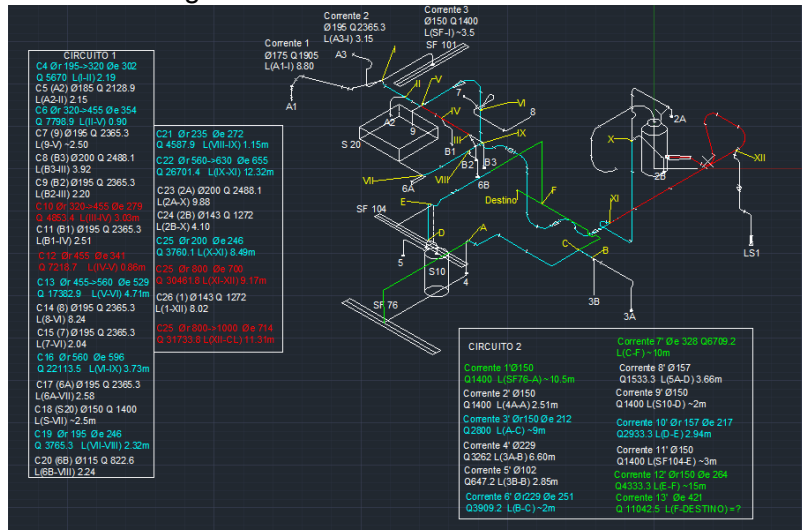 Corrente 3
Ø150 Q1400
L(SF-I) ~3.5
SF 101
Corrente 2
Ø195 Q2365.3
L(A3-I) 3.15
A3
Corrente 1
Ø175 Q1905
L(A1-I) 8.80
A1
I
II
V
IV
III
A2
9
S 20
B1
B2
B3
6B
7
8
VI
IX
VII
VIII
6A
E
SF 104
D
5
S10
4
A
SF 76
Destino
F
C
B
3B
3A
X
XI
2A
2B
XII
LS1
CIRCUITO 1
C4 Ør 195->320 Øe 302
Q 5670 L(I-II) 2.19
C5 (A2) Ø185 Q 2128.9
L(A2-II) 2.15
C6 Ør 320->455 Øe 354
Q 7798.9 L(II-V) 0.90
C7 (9) Ø195 Q 2365.3
L(9-V) ~2.50
C8 (B3) Ø200 Q 2488.1
L(B3-III) 3.92
C9 (B2) Ø195 Q 2365.3
L(B2-III) 2.20
C10 Ør 320->455 Øe 279
Q 4853.4 L(III-IV) 3.03m
C11 (B1) Ø195 Q 2365.3
L(B1-IV) 2.51
C12 Ør 455 Øe 341
Q 7218.7 L(IV-V) 0.86m
C13 Ør 455->560 Øe 529
Q 17382.9 L(V-VI) 4.71m
C14 (8) Ø195 Q 2365.3
L(8-VI) 8.24
C15 (7) Ø195 Q 2365.3
L(7-VI) 2.04
C16 Ør 560 Øe 596
Q 22113.5 L(VI-IX) 3.73m
C17 (6A) Ø195 Q 2365.3
L(6A-VII) 2.58
C18 (S20) Ø150 Q 1400
L(S-VII) ~2.5m
C19 Ør 195 Øe 246
Q 3765.3 L(VII-VIII) 2.32m
C20 (6B) Ø115 Q 822.6
L(6B-VIII) 2.24
C21 Ør 235 Øe 272
Q 4587.9 L(VIII-IX) 1.15m
C22 Ør 560->630 Øe 655
Q 26701.4 L(IX-XI) 12.32m
C23 (2A) Ø200 Q 2488.1
L(2A-X) 9.88
C24 (2B) Ø143 Q 1272
L(2B-X) 4.10
C25 Ør 200 Øe 246
Q 3760.1 L(X-XI) 8.49m
C25 Ør 800 Øe 700
Q 30461.8 L(XI-XII) 9.17m
C26 (1) Ø143 Q 1272
L(1-XII) 8.02
C25 Ør 800->1000 Øe 714
Q 31733.8 L(XII-CL) 11.31m
CIRCUITO 2
Corrente 1' Ø150
Q1400 L(SF76-A) ~10.5m
Corrente 2' Ø150
Q1400 L(4A-A) 2.51m
Corrente 3' Ør150 Øe 212
Q2800 L(A-C) ~9m
Corrente 4' Ø229
Q3262 L(3A-B) 6.60m
Corrente 5' Ø102
Q647.2 L(3B-B) 2.85m
Corrente 6' Ør229 Øe 251
Q3909.2 L(B-C) ~2m
Corrente 7' Øe 328 Q6709.2
L(C-F) ~ 10m
Corrente 8' Ø157
Q1533.3 L(5A-D) 3.66m
Corrente 9' Ø150
Q1400 L(S10-D) ~2m
Corrente 10' Ør 157 Øe 217
Q2933.3 L(D-E) 2.94m
Corrente 11' Ø150
Q1400 L(SF104-E) ~3m
Corrente 12' Ør150 Øe 264
Q4333.3 L(E-F) ~15m
Corrente 13' Øe 421
Q 11042.5 L(F-DESTINO) =?